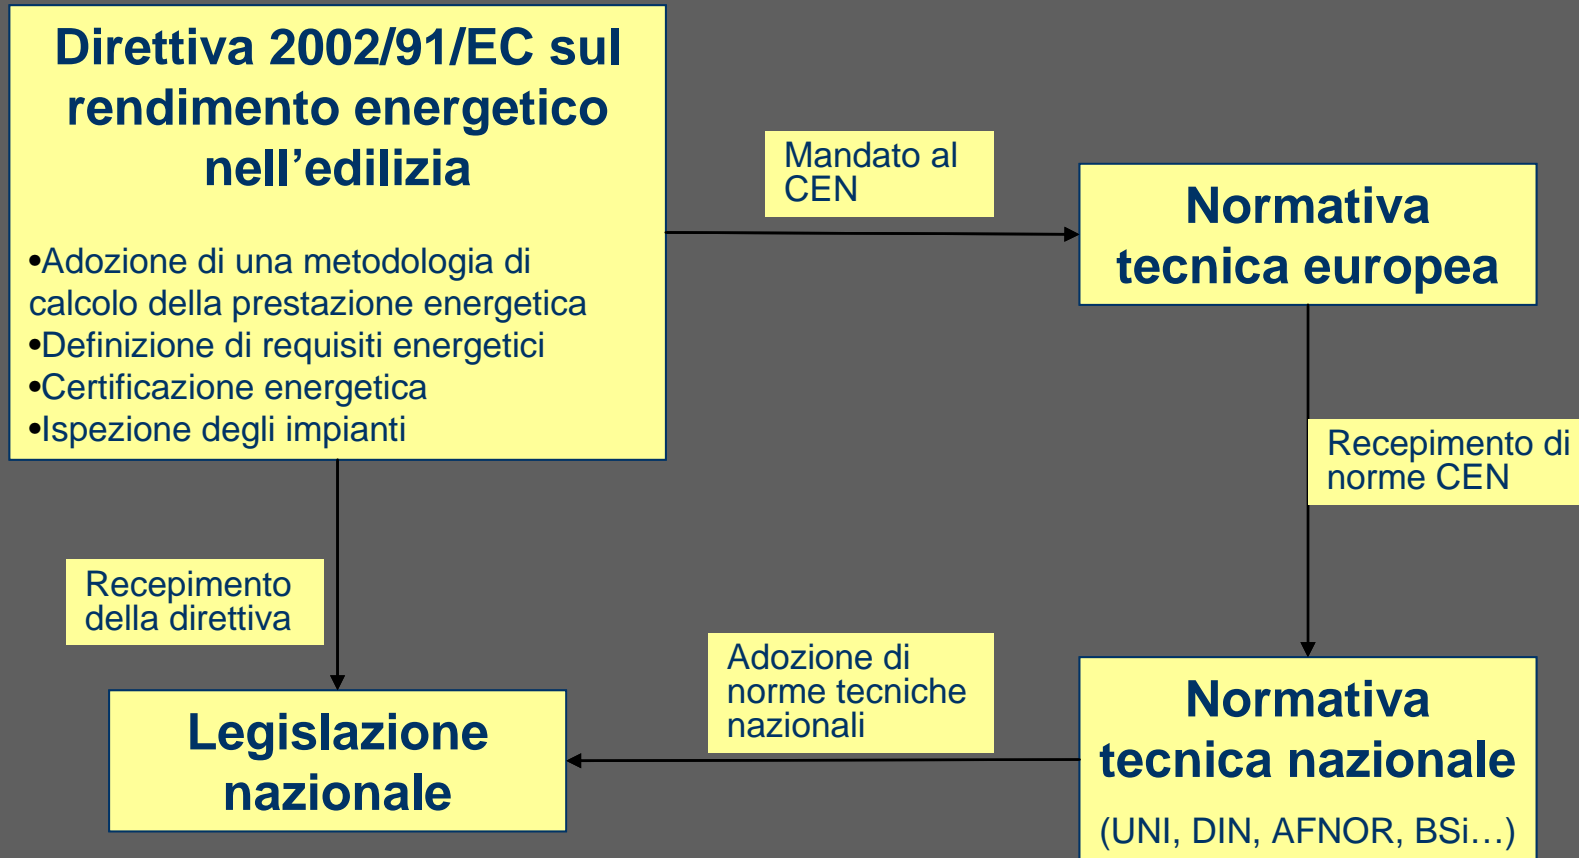 Direttiva 2002/91/EC sul
rendimento energetico
nell’edilizia
•Adozione di una metodologia di
calcolo della prestazione energetica
•Definizione di requisiti energetici
•Certificazione energetica
•Ispezione degli impianti
Mandato al
CEN
Normativa
tecnica europea
Recepimento di
norme CEN
Recepimento
della direttiva
Adozione di
norme tecniche
nazionali
Legislazione
nazionale
Normativa
tecnica nazionale
(UNI, DIN, AFNOR, BSi…)